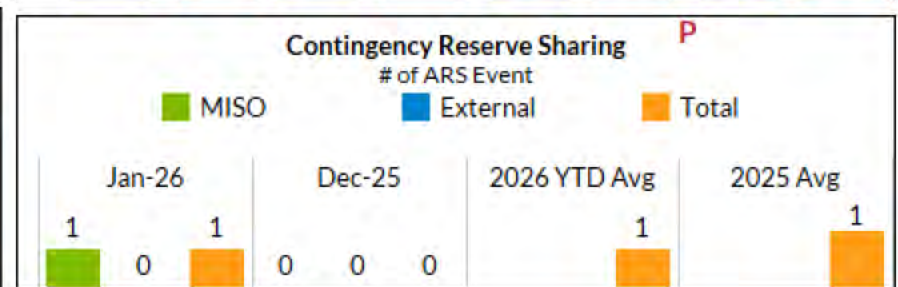 Contingency Reserve Sharing P
# of ARS Event
MISO External Total
Jan-26 Dec-25 2026 YTD Avg 2025 Avg
1 0 1 0 0 0 1 1